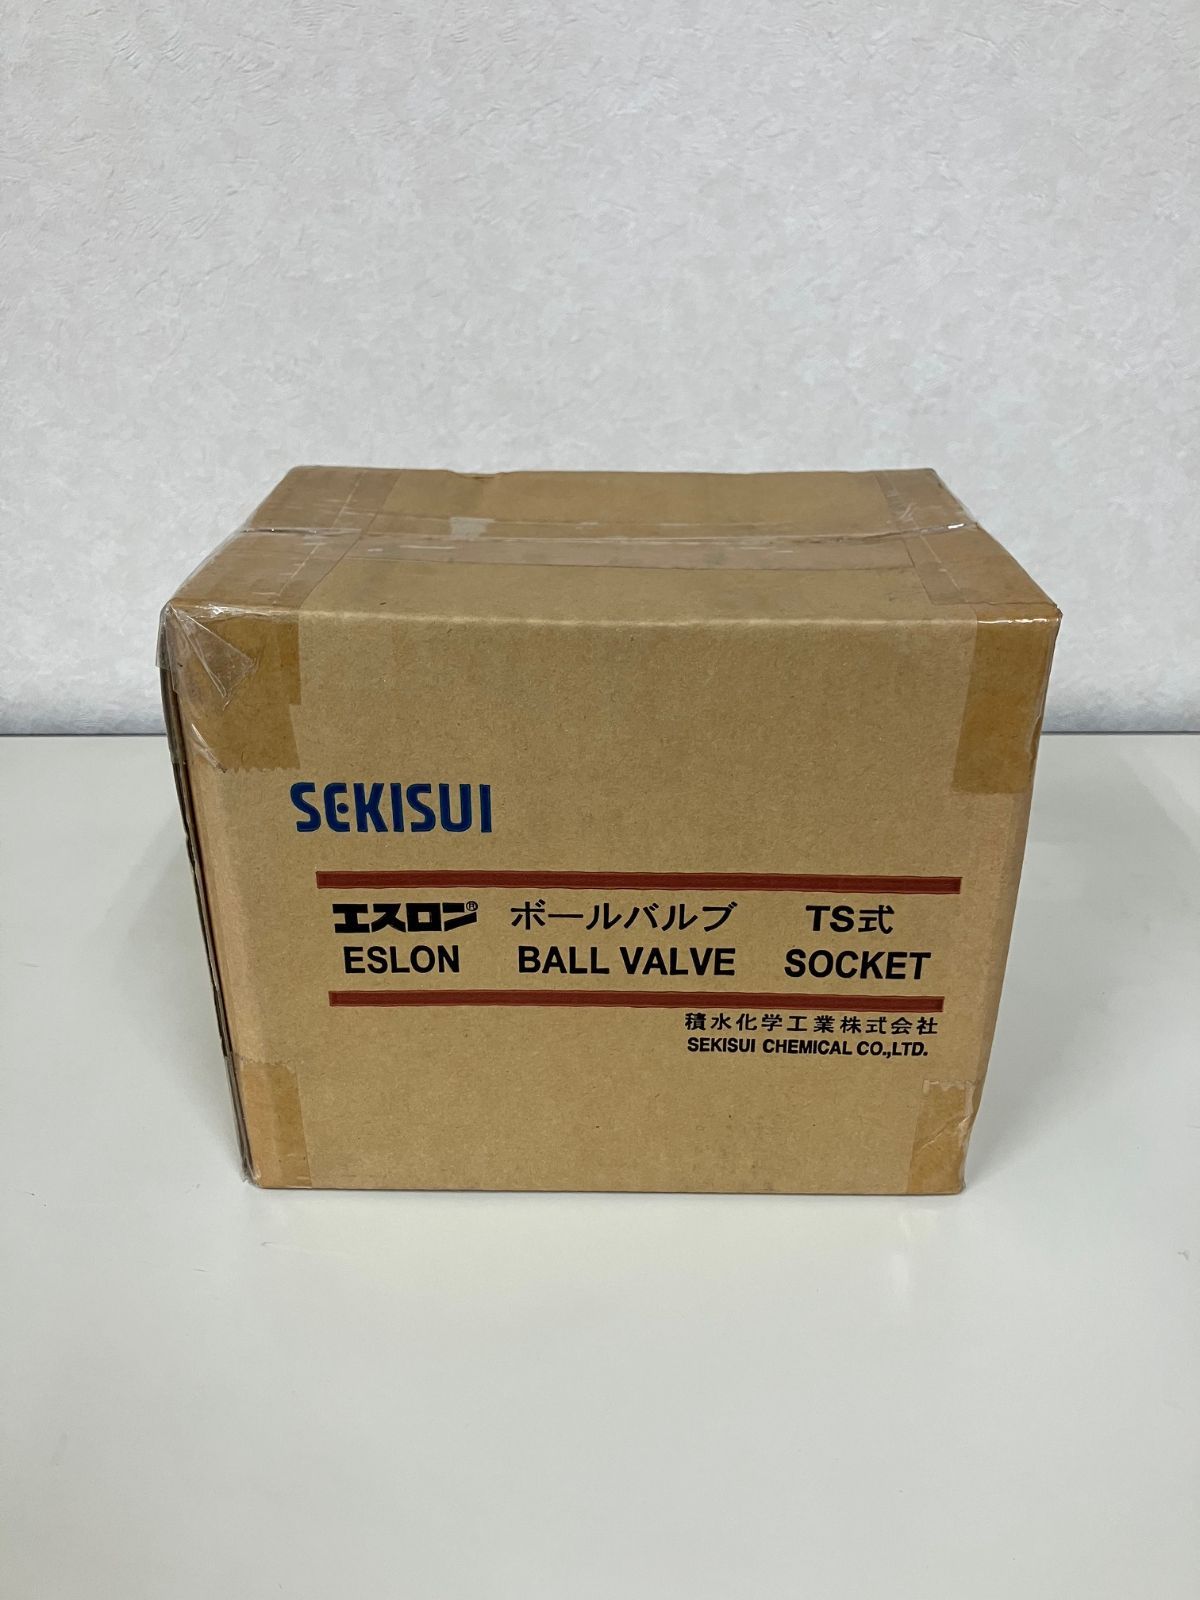 SEKISUI
エスロン® ボールバルブ TS式
ESLON BALL VALVE SOCKET
積水化学工業株式会社
SEKISUI CHEMICAL CO.,LTD.